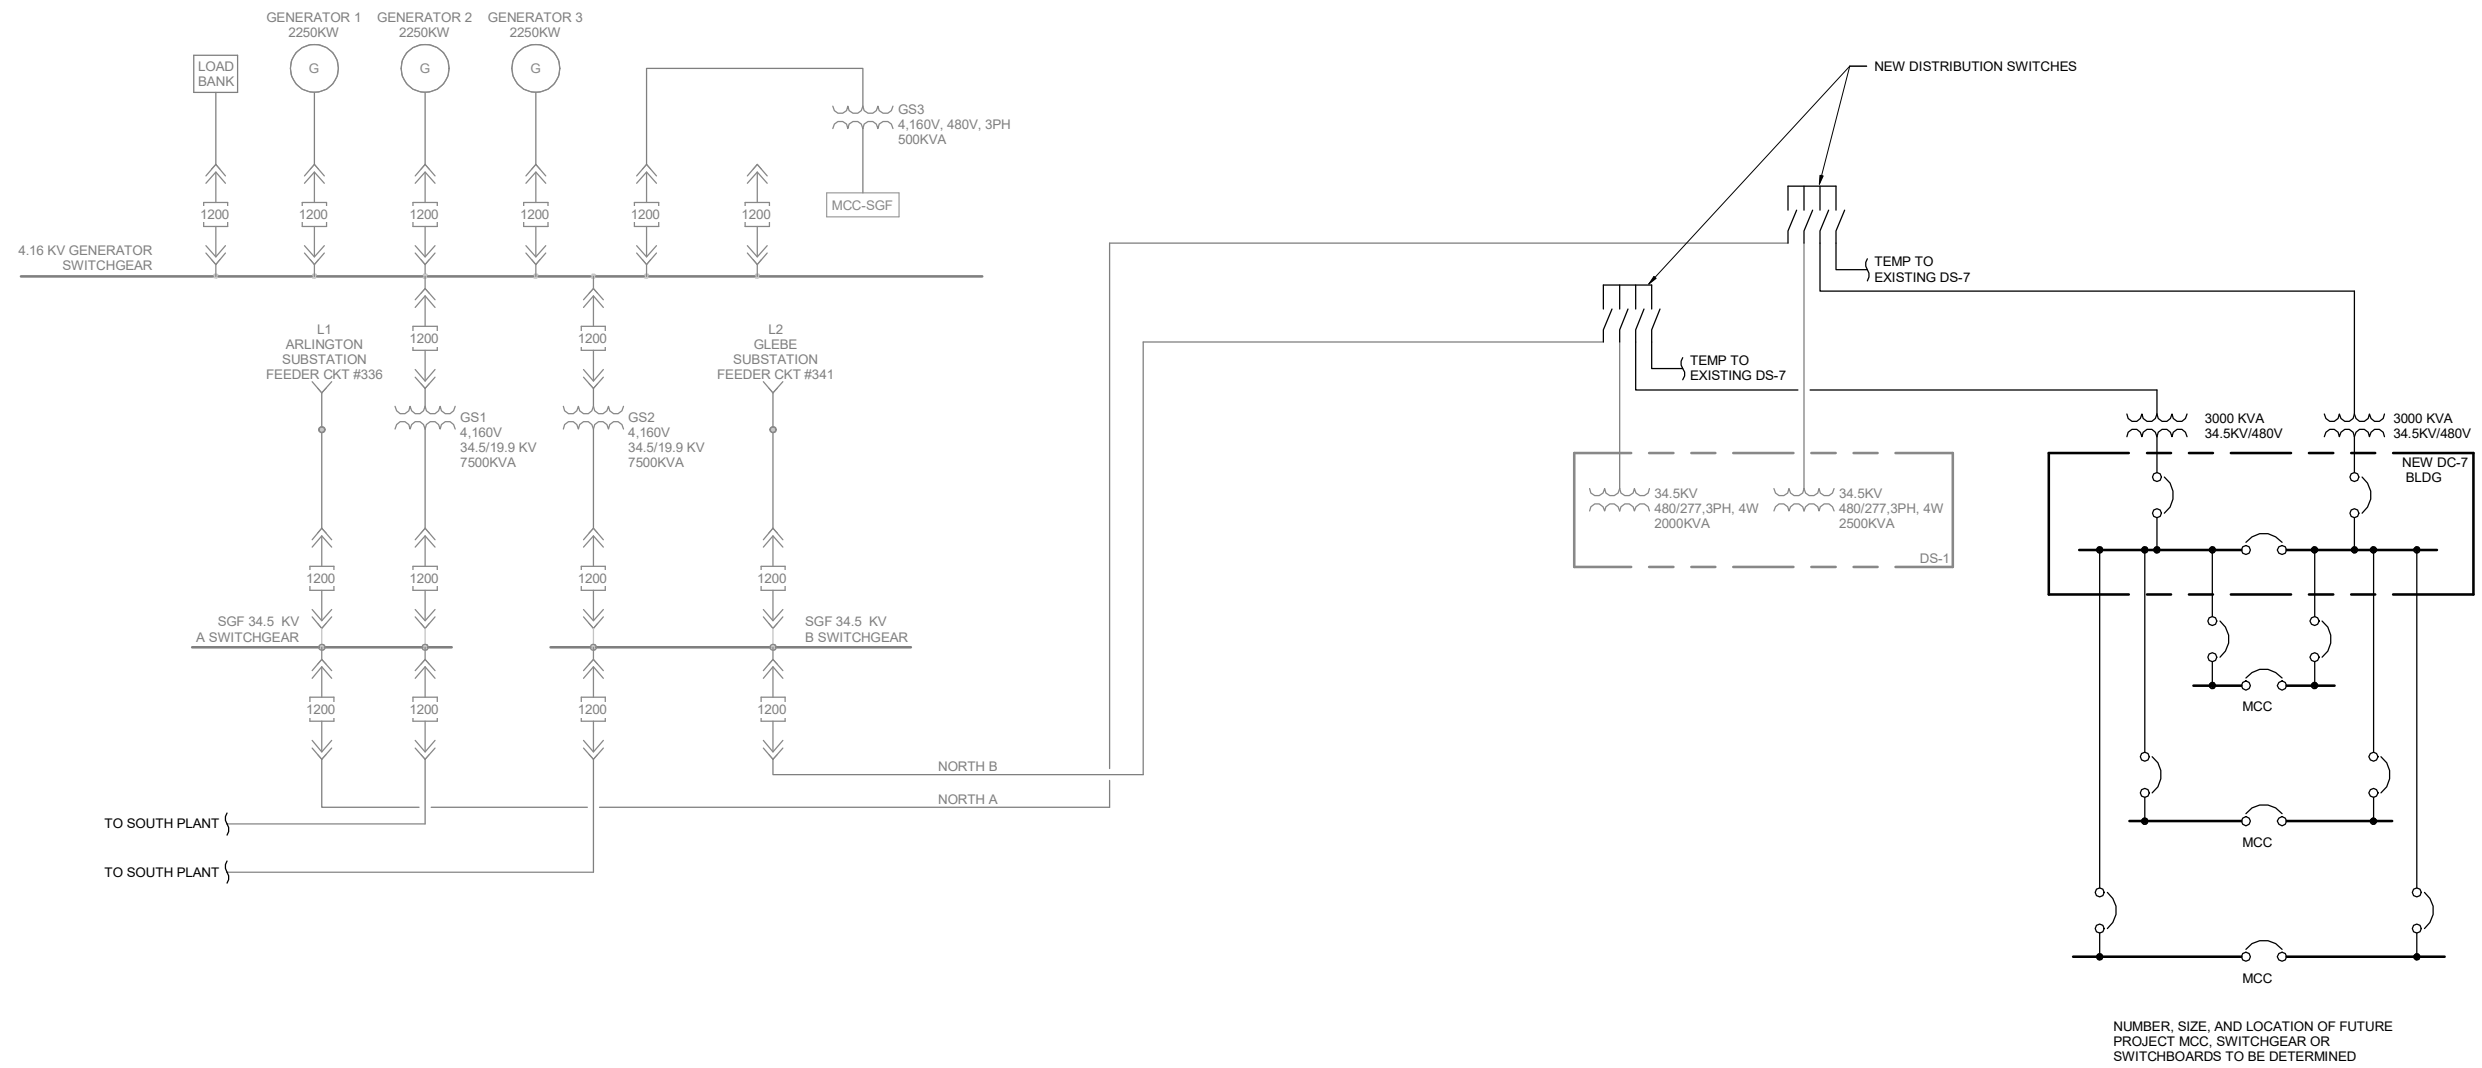 GENERATOR 1
2250KW
GENERATOR 2
2250KW
GENERATOR 3
2250KW
LOAD
BANK
G
G
G
GS3
4,160V, 480V, 3PH
500KVA
MCC-SGF
NEW DISTRIBUTION SWITCHES
1200
1200
1200
1200
1200
1200
4.16 KV GENERATOR
SWITCHGEAR
TEMP TO
EXISTING DS-7
TEMP TO
EXISTING DS-7
L1
ARLINGTON
SUBSTATION
FEEDER CKT #336
1200
1200
L2
GLEBE
SUBSTATION
FEEDER CKT #341
GS1
4,160V
34.5/19.9 KV
7500KVA
GS2
4,160V
34.5/19.9 KV
7500KVA
3000 KVA
34.5KV/480V
3000 KVA
34.5KV/480V
NEW DC-7
BLDG
34.5KV
480/277,3PH, 4W
2000KVA
34.5KV
480/277,3PH, 4W
2500KVA
DS-1
1200
1200
1200
1200
SGF 34.5 KV
A SWITCHGEAR
SGF 34.5 KV
B SWITCHGEAR
1200
1200
1200
1200
MCC
NORTH B
NORTH A
TO SOUTH PLANT
TO SOUTH PLANT
MCC
MCC
NUMBER, SIZE, AND LOCATION OF FUTURE
PROJECT MCC, SWITCHGEAR OR
SWITCHBOARDS TO BE DETERMINED